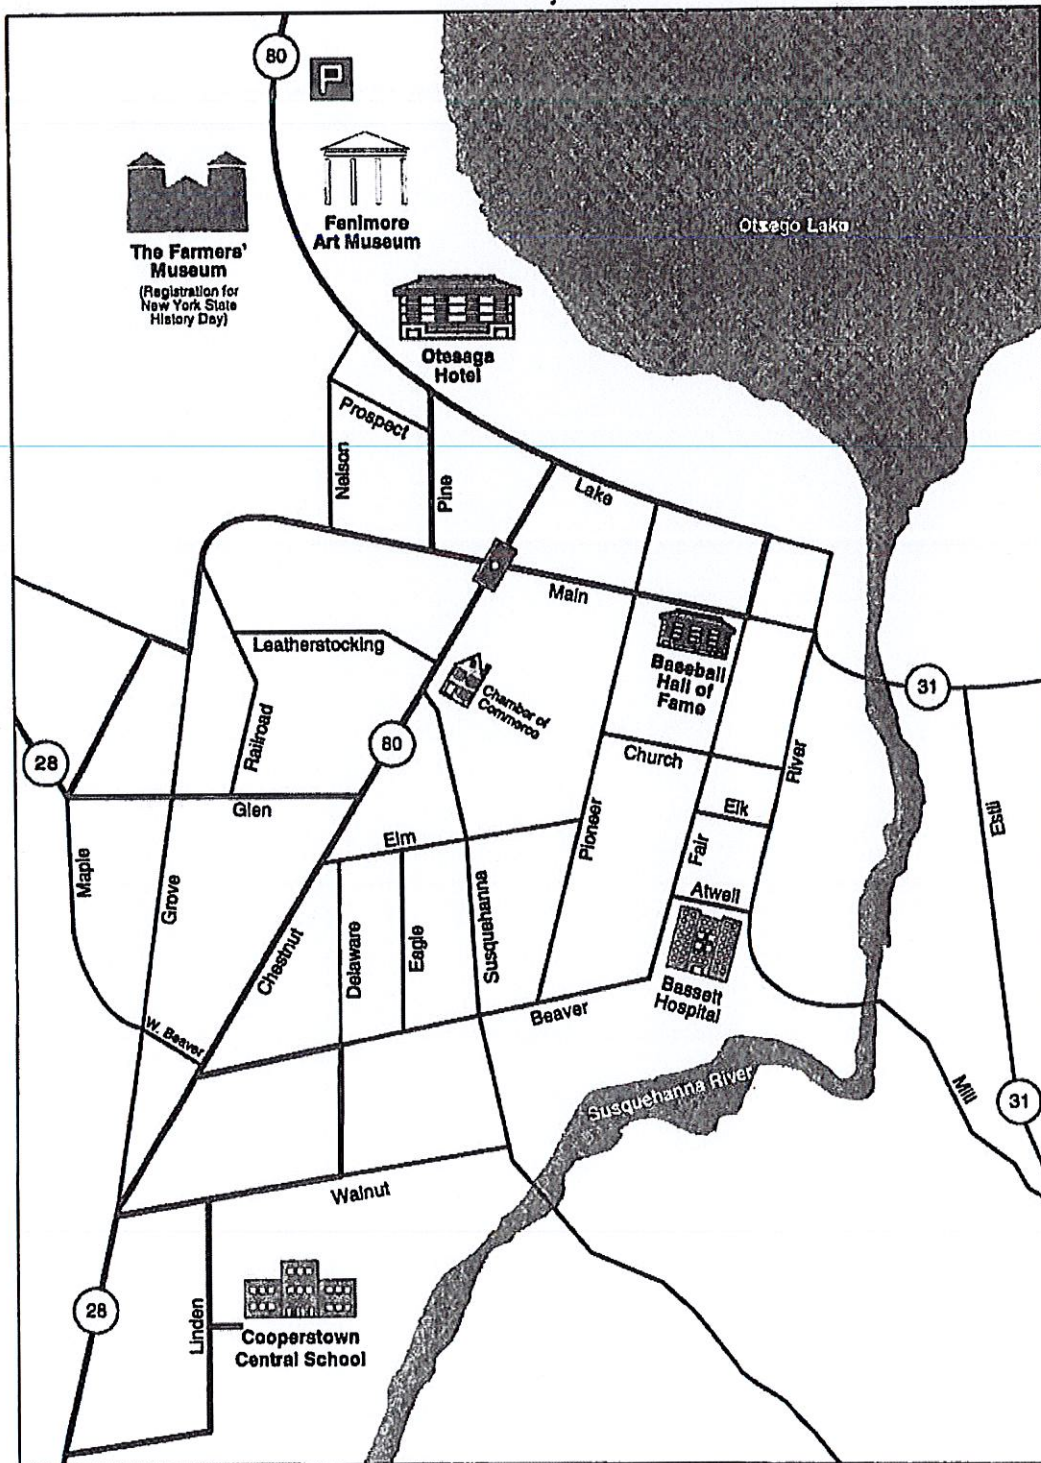 80
P
Fenimore
Art Museum
The Farmers'
Museum
(Registration for
New York State
History Day)
Otsego Lake
Otesaga
Hotel
Prospect
Nelson
Pine
Lake
Main
Leatherstocking
Chamber of
Commerce
Baseball
Hall of
Fame
31
28
Railroad
80
Church
River
Glen
Elm
Pioneer
Elk
Estli
Maple
Grove
Fair
Atwell
Chestnut
Delaware
Eagle
Susquehanna
Bassett
Hospital
Beaver
W. Beaver
Susquehanna River
Mill
31
Walnut
28
Linden
Cooperstown
Central School